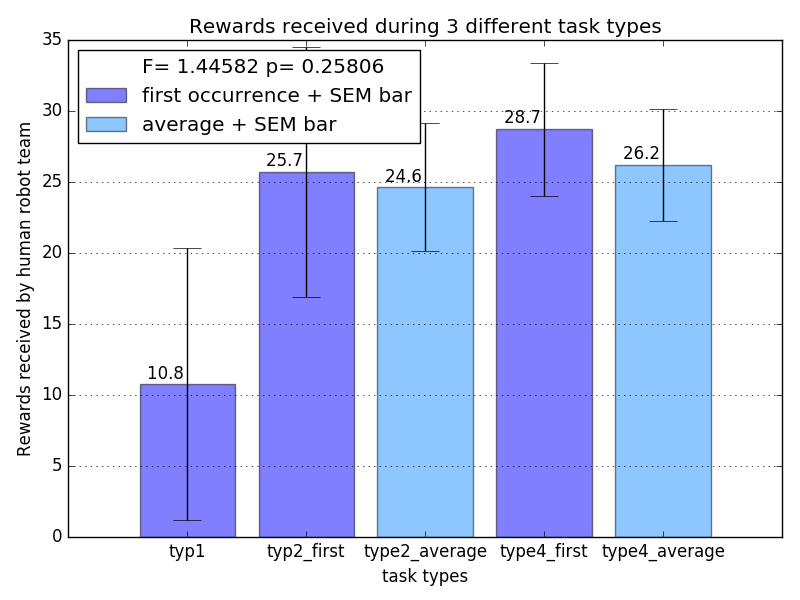 Rewards received during 3 different task types
F= 1.44582 p= 0.25806
first occurrence + SEM bar
average + SEM bar
Rewards received by human robot team
35
30
25
20
15
10
5
0
10.8
25.7
24.6
28.7
26.2
typ1
typ2_first
type2_average
type4_first
type4_average
task types